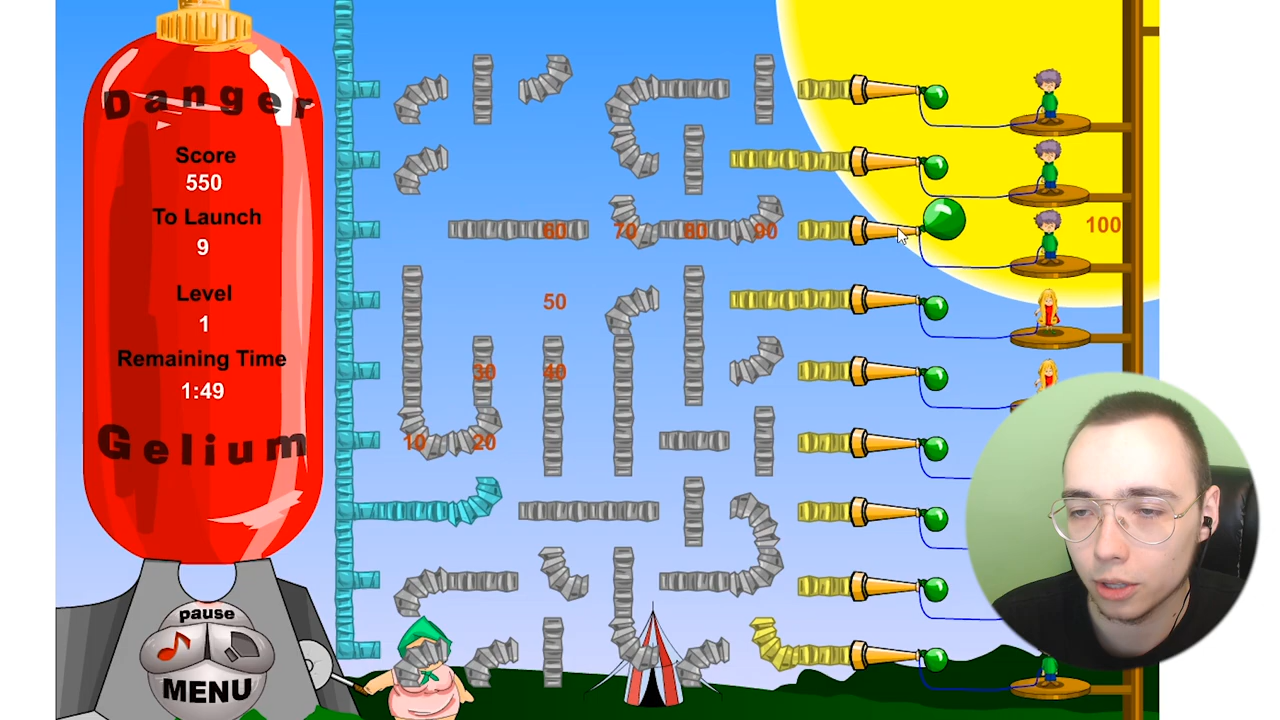 Danger
Score
550
To Launch
9
Level
1
Remaining Time
1:49
Gelium
pause
MENU
60 70 80 90
100
50
30 40
10 20